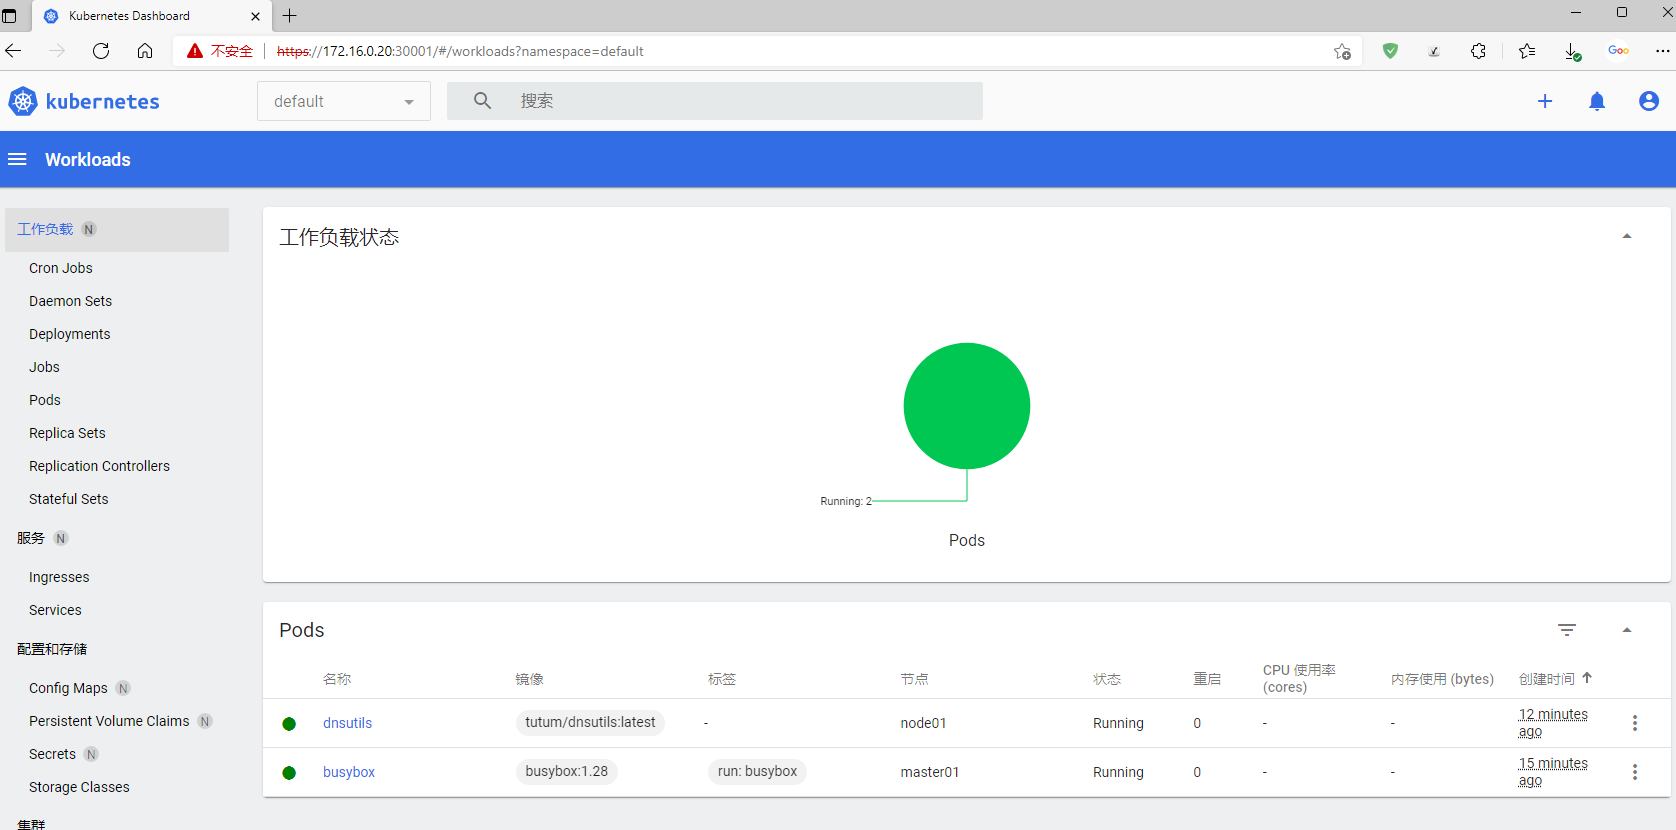 Kubernetes Dashboard
不安全 https://172.16.0.20:30001/#/workloads?namespace=default
Goo
kubernetes
default
搜索
Workloads
工作负载 N
Cron Jobs
Daemon Sets
Deployments
Jobs
Pods
Replica Sets
Replication Controllers
Stateful Sets
服务 N
Ingresses
Services
配置和存储
Config Maps N
Persistent Volume Claims N
Secrets N
Storage Classes
集群
工作负载状态
Running: 2
Pods
Pods
名称 镜像 标签 节点 状态 重启 CPU 使用率 (cores) 内存使用 (bytes) 创建时间
dnsutils tutum/dnsutils:latest - node01 Running 0 - - 12 minutes ago
busybox busybox:1.28 run: busybox master01 Running 0 - - 15 minutes ago